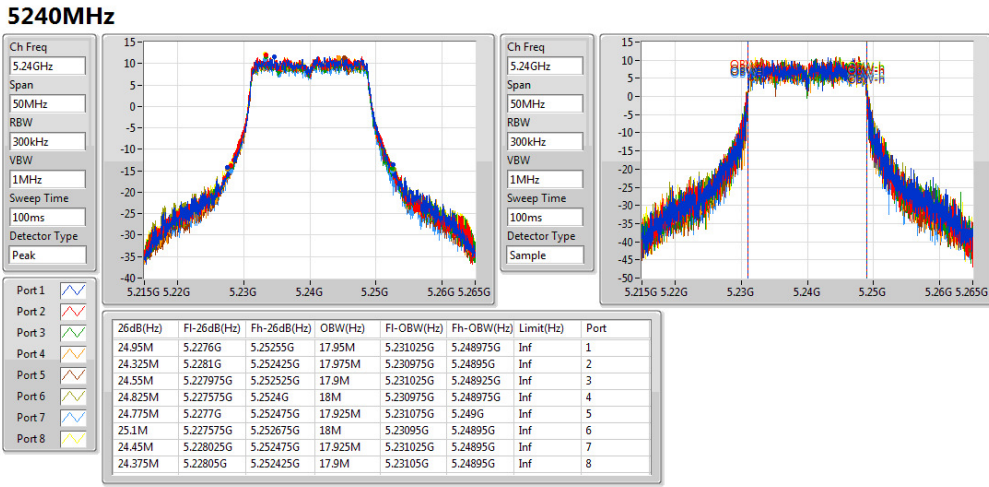 5240MHz
Ch Freq
5.24GHz
Span
50MHz
RBW
300kHz
VBW
1MHz
Sweep Time
100ms
Detector Type
Peak
15-
10-
5-
0-
-5-
-10-
-15-
-20-
-25-
-30-
-35-
-40-
5.215G 5.22G 5.23G 5.24G 5.25G 5.26G 5.265G
Ch Freq
5.24GHz
Span
50MHz
RBW
300kHz
VBW
1MHz
Sweep Time
100ms
Detector Type
Sample
15-
10-
5-
0-
-5-
-10-
-15-
-20-
-25-
-30-
-35-
-40-
-45-
-50-
5.215G 5.22G 5.23G 5.24G 5.25G 5.26G 5.265G
Port 1
Port 2
Port 3
Port 4
Port 5
Port 6
Port 7
Port 8
26dB(Hz) Fl-26dB(Hz) Fh-26dB(Hz) OBW(Hz) Fl-OBW(Hz) Fh-OBW(Hz) Limit(Hz) Port
24.95M 5.2276G 5.25255G 17.95M 5.231025G 5.248975G Inf 1
24.325M 5.2281G 5.252425G 17.975M 5.230975G 5.24895G Inf 2
24.55M 5.227975G 5.252525G 17.9M 5.231025G 5.248925G Inf 3
24.825M 5.227575G 5.2524G 18M 5.230975G 5.248975G Inf 4
24.775M 5.2277G 5.252475G 17.925M 5.231075G 5.249G Inf 5
25.1M 5.227575G 5.252675G 18M 5.23095G 5.24895G Inf 6
24.45M 5.228025G 5.252475G 17.925M 5.231025G 5.24895G Inf 7
24.375M 5.22805G 5.252425G 17.9M 5.23105G 5.24895G Inf 8